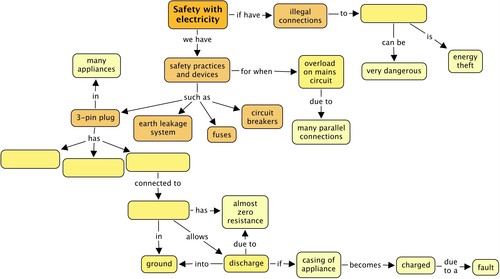 Safety with
electricity
if have
illegal
connections
to
we have
can be
is
many
appliances
safety practices
and devices
for when
overload
on mains
circuit
very dangerous
energy
theft
in
such as
due to
3-pin plug
earth leakage
system
fuses
circuit
breakers
many parallel
connections
has
connected to
has
almost
zero
resistance
in
allows
due to
ground
into
discharge
if
casing of
appliance
becomes
charged
due
to a
fault